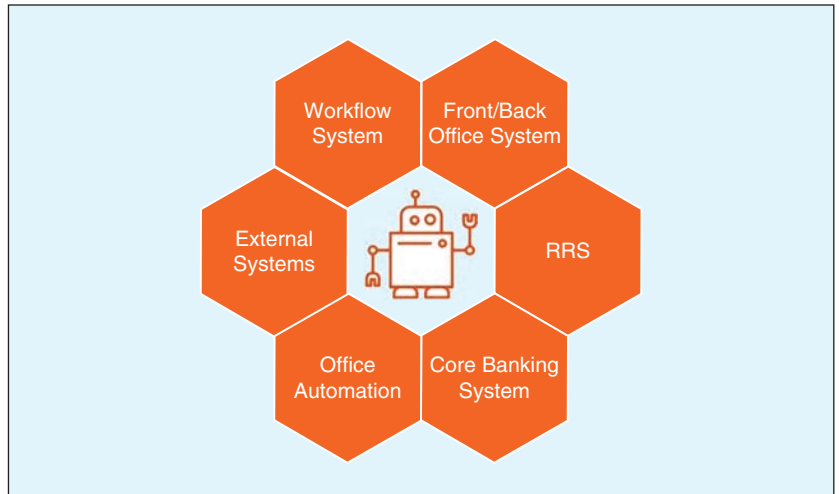 Workflow
System
Front/Back
Office System
External
Systems
RRS
Office
Automation
Core Banking
System